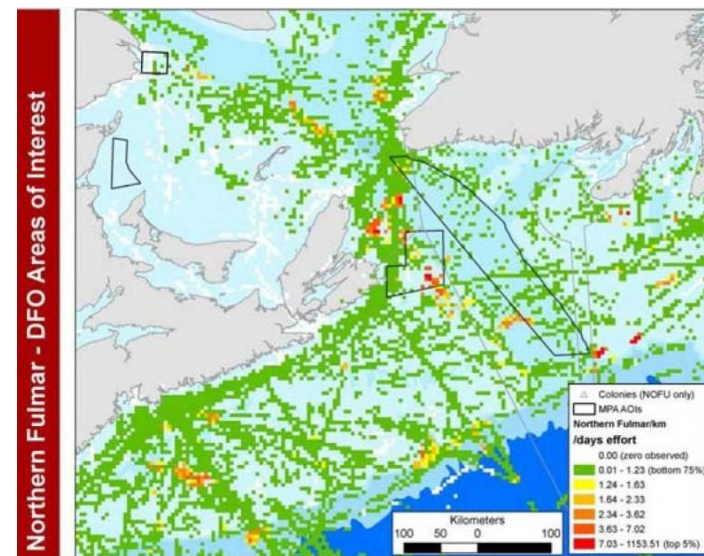 Northern Fulmar - DFO Areas of Interest
Colonies (NOFU only)
MPA AOIs
Northern Fulmar/km
/days effort
0.00 (zero observed)
0.01 - 1.23 (bottom 75%)
1.24 - 1.63
1.64 - 2.33
2.34 - 3.62
3.63 - 7.02
7.03 - 1153.51 (top 5%)
Kilometers
100 50 0 100